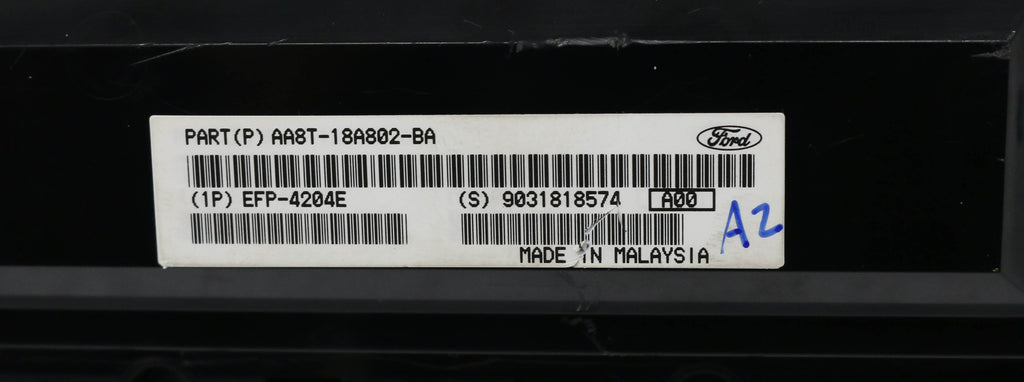 PART(P) AA8T-18A802-BA Ford
(1P) EFP-4204E (S) 9031818574 A00
A2
MADE IN MALAYSIA